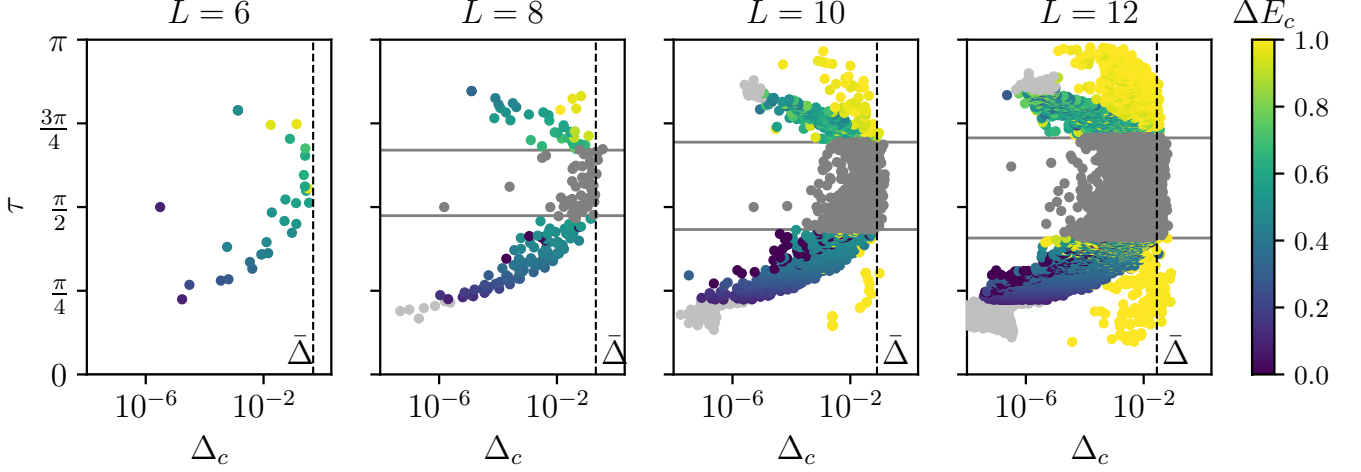 L = 6 L = 8 L = 10 L = 12 ΔE_c
π 1.0
3π/4 0.8
τ π/2 0.6
0.4
π/4 0.2
0 Δ̄ Δ̄ Δ̄ Δ̄ 0.0
10^−6 10^−2 10^−6 10^−2 10^−6 10^−2 10^−6 10^−2
Δ_c Δ_c Δ_c Δ_c